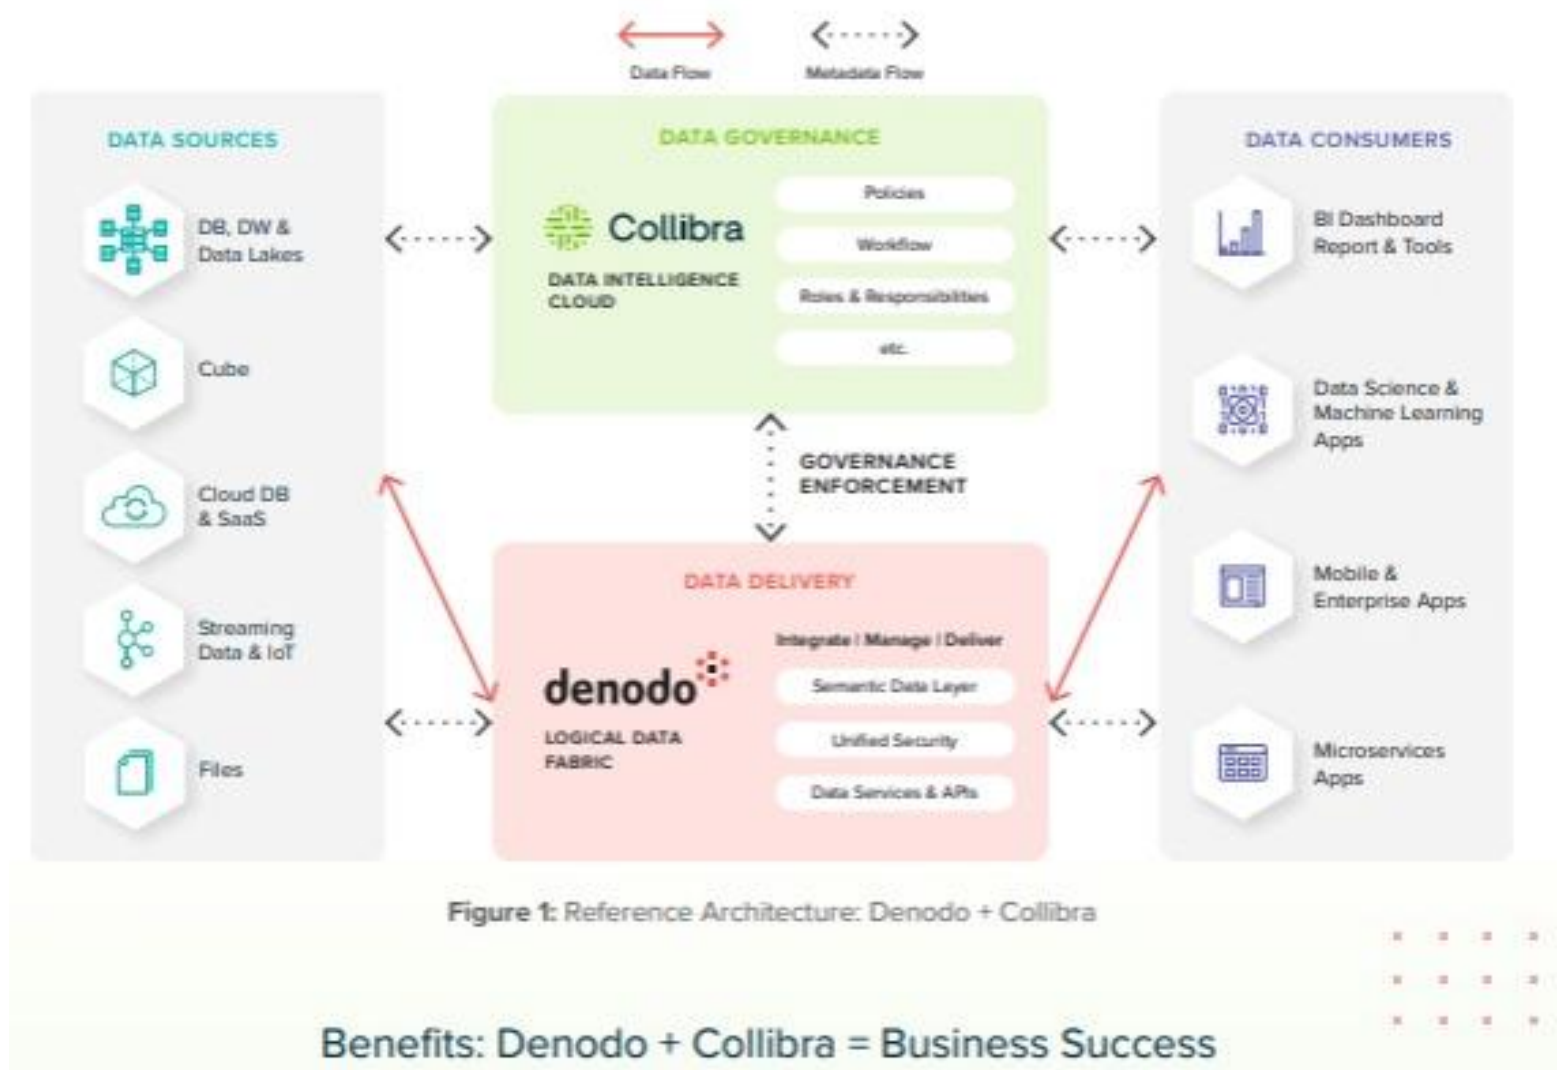 Data Flow
Metadata Flow
DATA SOURCES
DB, DW &
Data Lakes
Cube
Cloud DB
& SaaS
Streaming
Data & IoT
Files
DATA GOVERNANCE
Collibra
DATA INTELLIGENCE
CLOUD
Policies
Workflow
Roles & Responsibilities
etc.
GOVERNANCE
ENFORCEMENT
DATA DELIVERY
denodo
LOGICAL DATA
FABRIC
Integrate | Manage | Deliver
Semantic Data Layer
Unified Security
Data Services & APIs
DATA CONSUMERS
BI Dashboard
Report & Tools
Data Science &
Machine Learning
Apps
Mobile &
Enterprise Apps
Microservices
Apps
Figure 1: Reference Architecture: Denodo + Collibra
Benefits: Denodo + Collibra = Business Success